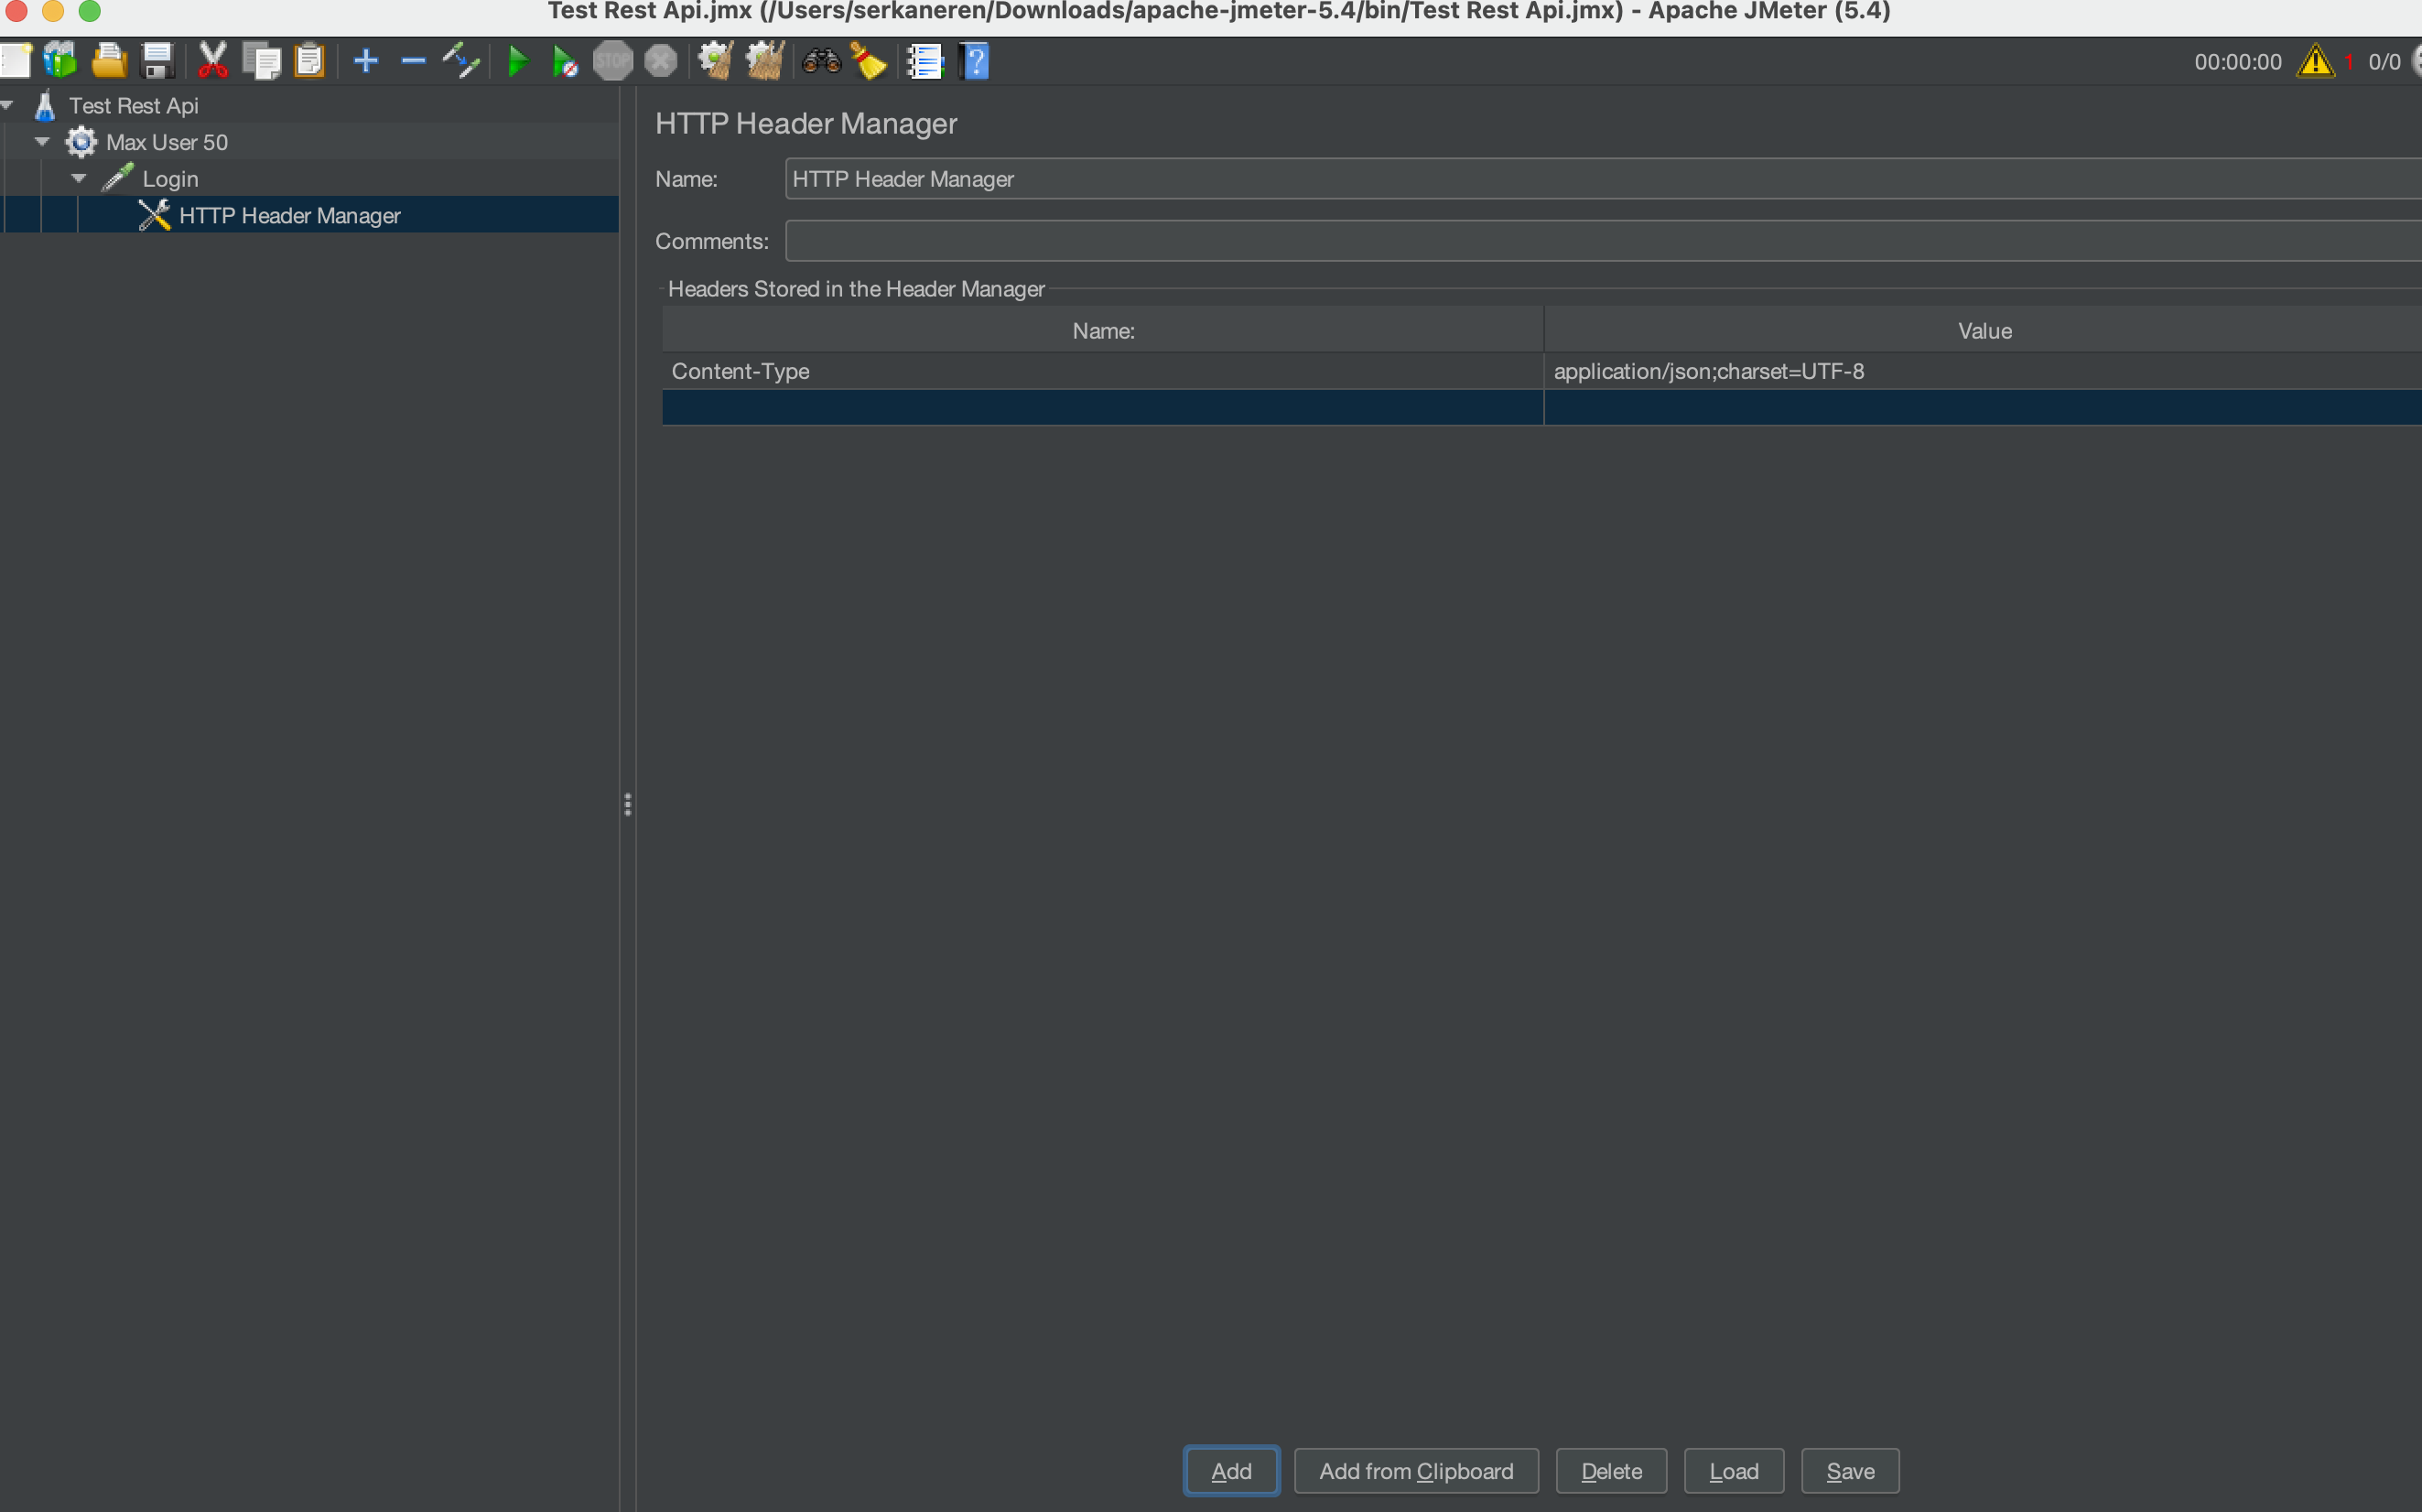 Test Rest Api.jmx (/Users/serkaneren/Downloads/apache-jmeter-5.4/bin/Test Rest Api.jmx) - Apache JMeter (5.4)
STOP
00:00:00 1 0/0
Test Rest Api
Max User 50
Login
HTTP Header Manager
HTTP Header Manager
Name: HTTP Header Manager
Comments:
Headers Stored in the Header Manager
Name: Value
Content-Type application/json;charset=UTF-8
Add Add from Clipboard Delete Load Save